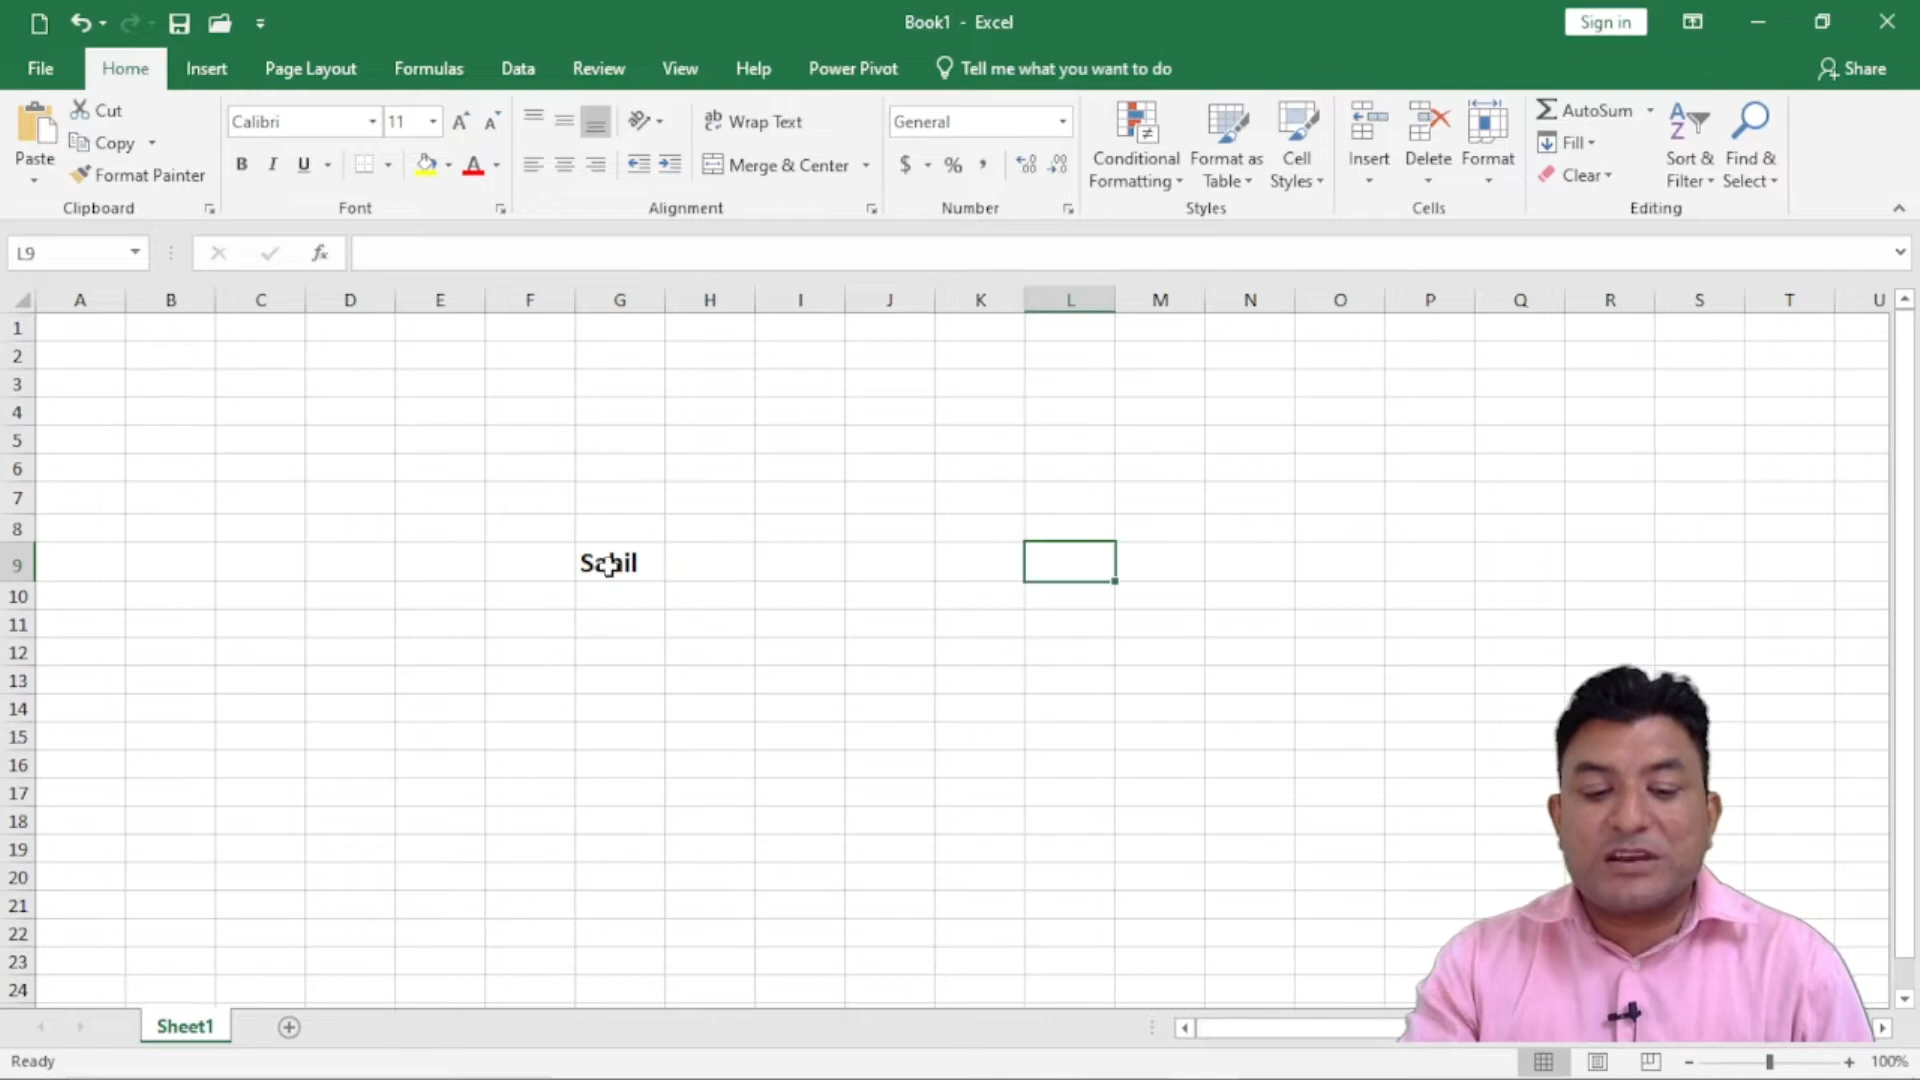 Book1 - Excel
Sign in
File Home Insert Page Layout Formulas Data Review View Help Power Pivot Tell me what you want to do Share
Paste
Cut
Copy
Format Painter
Clipboard
Calibri 11
B I U A
Font
Wrap Text
Merge & Center
Alignment
General
$ % ,
Number
Conditional Formatting
Format as Table
Cell Styles
Styles
Insert Delete Format
Cells
AutoSum
Fill
Clear
Sort & Filter
Find & Select
Editing
L9
fx
A B C D E F G H I J K L M N O P Q R S T U
1
2
3
4
5
6
7
8
9 Sahil
10
11
12
13
14
15
16
17
18
19
20
21
22
23
24
Sheet1
Ready
100%